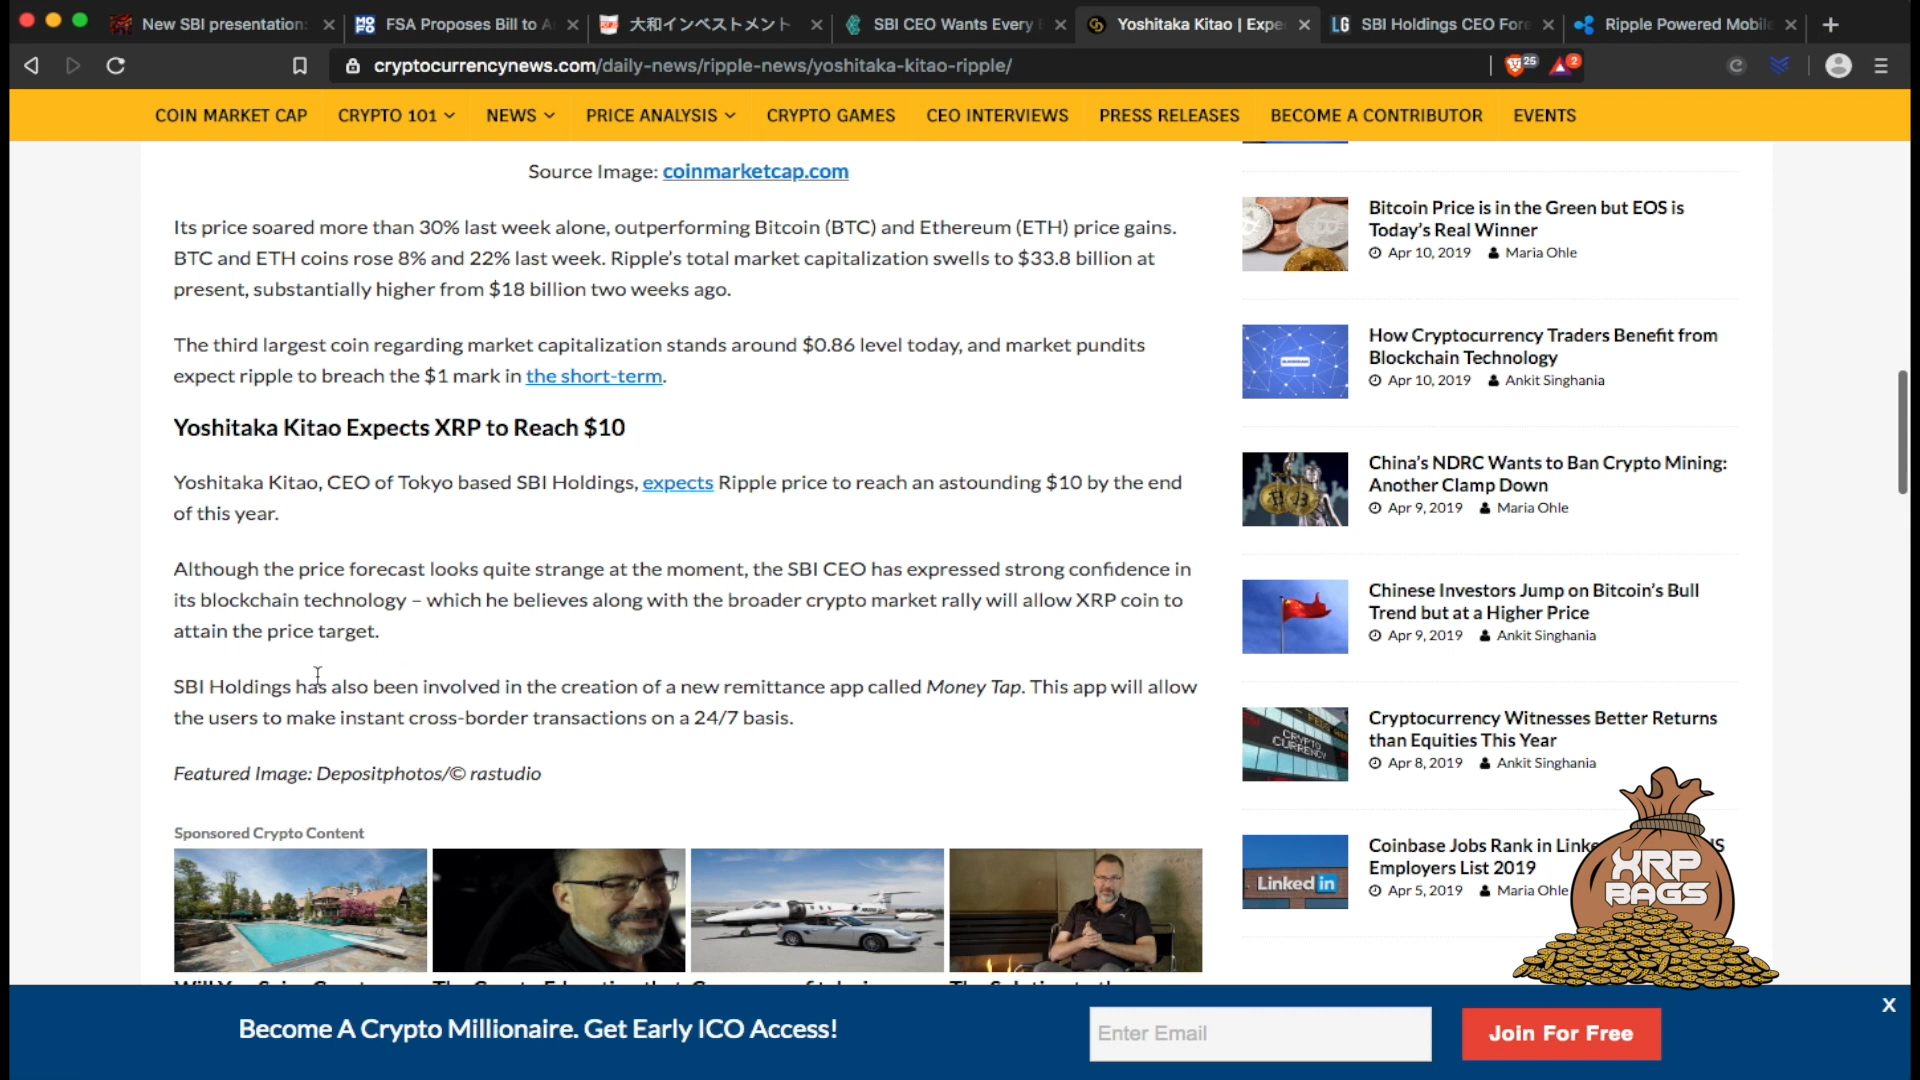 New SBI presentation:
FSA Proposes Bill to A
大和インベストメント
SBI CEO Wants Every
Yoshitaka Kitao | Expe
LG SBI Holdings CEO Fore
Ripple Powered Mobile
cryptocurrencynews.com/daily-news/ripple-news/yoshitaka-kitao-ripple/
25
2
COIN MARKET CAP CRYPTO 101 NEWS PRICE ANALYSIS CRYPTO GAMES CEO INTERVIEWS PRESS RELEASES BECOME A CONTRIBUTOR EVENTS
Source Image: coinmarketcap.com
Its price soared more than 30% last week alone, outperforming Bitcoin (BTC) and Ethereum (ETH) price gains.
BTC and ETH coins rose 8% and 22% last week. Ripple's total market capitalization swells to $33.8 billion at
present, substantially higher from $18 billion two weeks ago.
The third largest coin regarding market capitalization stands around $0.86 level today, and market pundits
expect ripple to breach the $1 mark in the short-term.
Yoshitaka Kitao Expects XRP to Reach $10
Yoshitaka Kitao, CEO of Tokyo based SBI Holdings, expects Ripple price to reach an astounding $10 by the end
of this year.
Although the price forecast looks quite strange at the moment, the SBI CEO has expressed strong confidence in
its blockchain technology – which he believes along with the broader crypto market rally will allow XRP coin to
attain the price target.
SBI Holdings has also been involved in the creation of a new remittance app called Money Tap. This app will allow
the users to make instant cross-border transactions on a 24/7 basis.
Featured Image: Depositphotos/© rastudio
Sponsored Crypto Content
Bitcoin Price is in the Green but EOS is
Today's Real Winner
Apr 10, 2019 Maria Ohle
How Cryptocurrency Traders Benefit from
Blockchain Technology
Apr 10, 2019 Ankit Singhania
China's NDRC Wants to Ban Crypto Mining:
Another Clamp Down
Apr 9, 2019 Maria Ohle
Chinese Investors Jump on Bitcoin's Bull
Trend but at a Higher Price
Apr 9, 2019 Ankit Singhania
CRYPTO
CURRENCY
Cryptocurrency Witnesses Better Returns
than Equities This Year
Apr 8, 2019 Ankit Singhania
Linked in
Coinbase Jobs Rank in Linke
Employers List 2019
Apr 5, 2019 Maria Ohle
XRP
BAGS
Become A Crypto Millionaire. Get Early ICO Access!
Enter Email
Join For Free
X